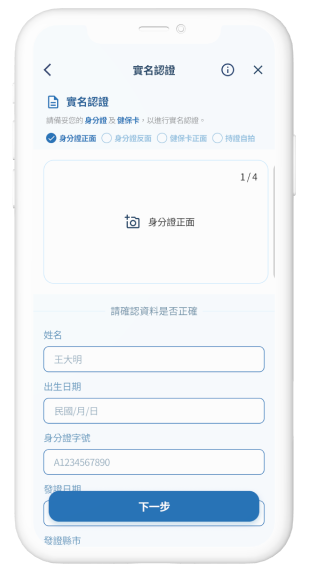 實名認證
實名認證
請備妥您的 身分證 及 健保卡，以進行實名認證。
身分證正面 身分證反面 健保卡正面 持證自拍
1 / 4
身分證正面
請確認資料是否正確
姓名
王大明
出生日期
民國/月/日
身分證字號
A1234567890
發證日期
下一步
發證縣市